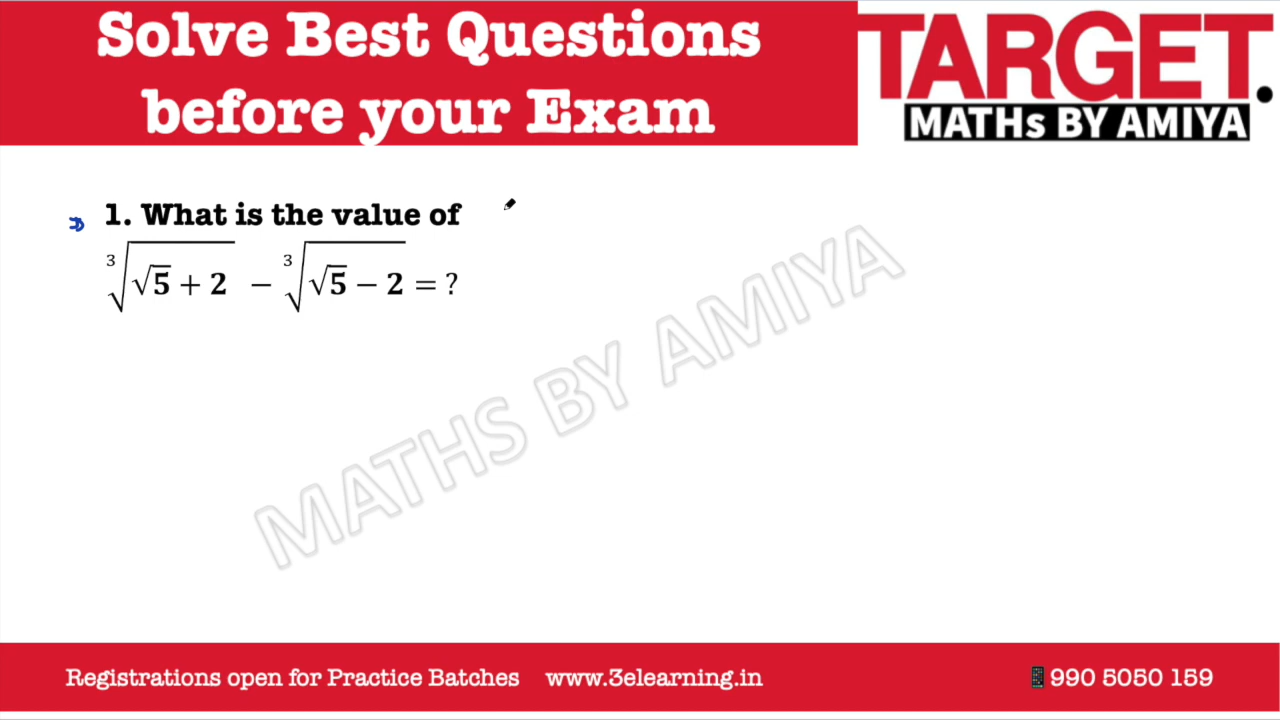 Solve Best Questions
before your Exam
TARGET.
MATHs BY AMIYA
1. What is the value of
∛(√5 + 2) − ∛(√5 − 2) = ?
MATHS BY AMIYA
Registrations open for Practice Batches www.3elearning.in 990 5050 159